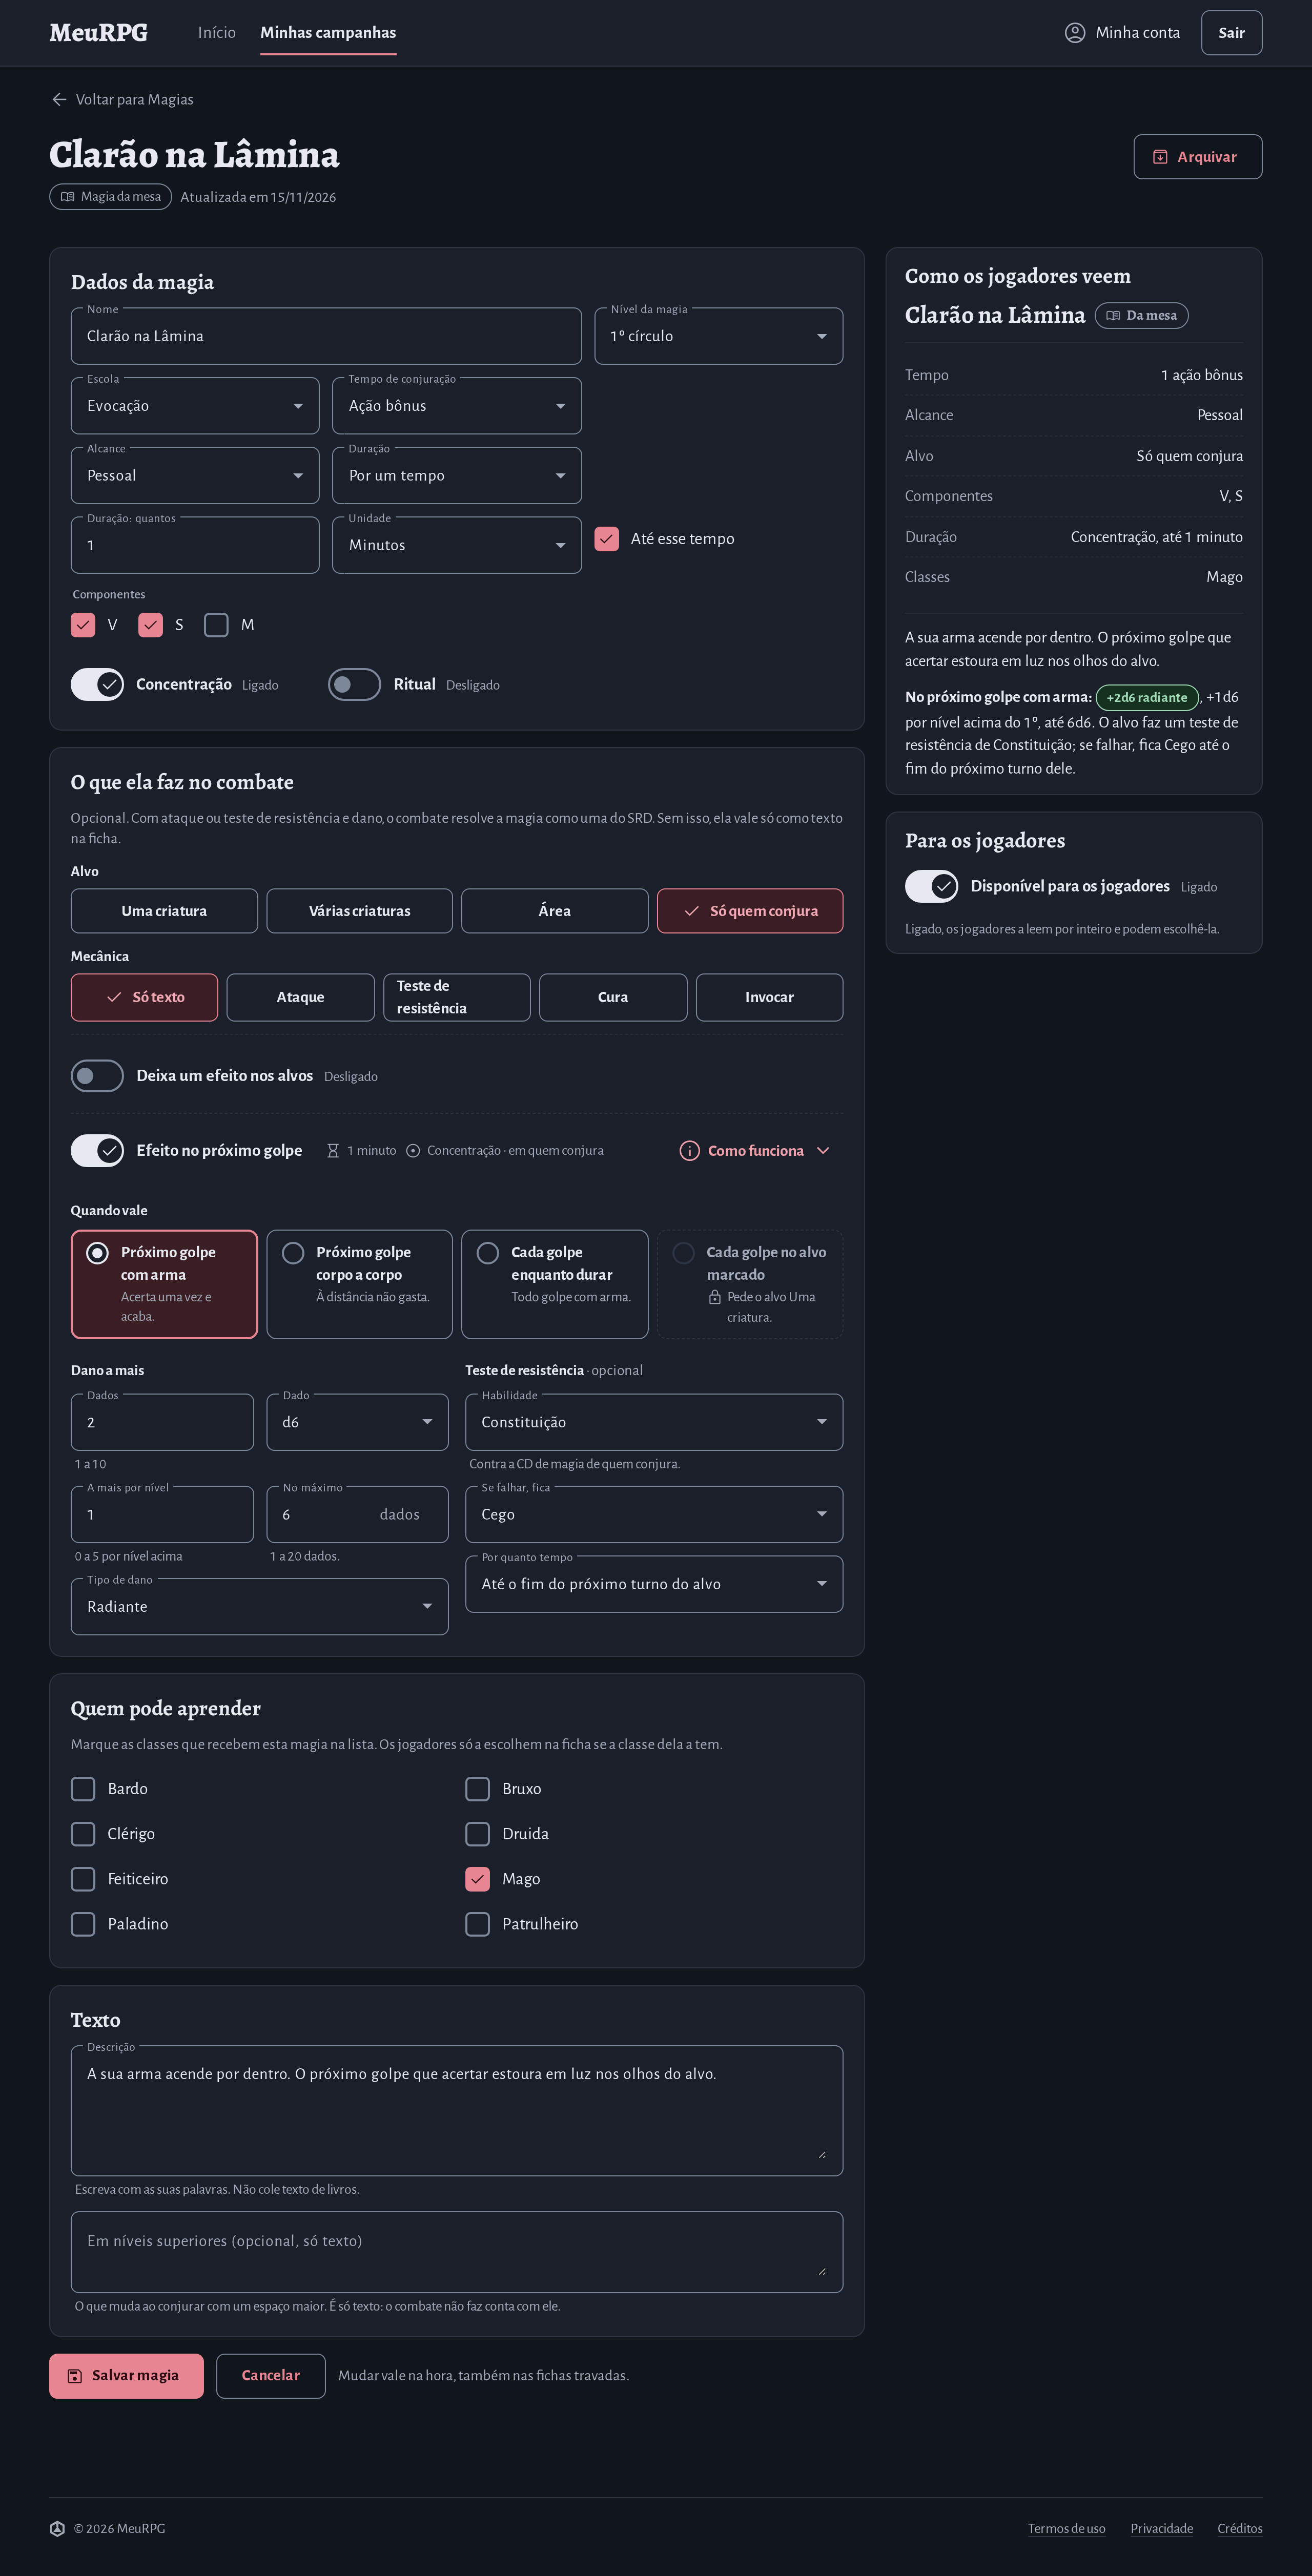 MeuRPG
Início
Minhas campanhas
Minha conta
Sair
Voltar para Magias
Clarão na Lâmina
Arquivar
Magia da mesa
Atualizada em 15/11/2026
Dados da magia
Nome
Clarão na Lâmina
Nível da magia
1º círculo
Escola
Evocação
Tempo de conjuração
Ação bônus
Alcance
Pessoal
Duração
Por um tempo
Duração: quantos
1
Unidade
Minutos
Até esse tempo
Componentes
V
S
M
Concentração Ligado
Ritual Desligado
O que ela faz no combate
Opcional. Com ataque ou teste de resistência e dano, o combate resolve a magia como uma do SRD. Sem isso, ela vale só como texto
na ficha.
Alvo
Uma criatura
Várias criaturas
Área
Só quem conjura
Mecânica
Só texto
Ataque
Teste de
resistência
Cura
Invocar
Deixa um efeito nos alvos Desligado
Efeito no próximo golpe
1 minuto
Concentração · em quem conjura
Como funciona
Quando vale
Próximo golpe
com arma
Acerta uma vez e
acaba.
Próximo golpe
corpo a corpo
À distância não gasta.
Cada golpe
enquanto durar
Todo golpe com arma.
Cada golpe no alvo
marcado
Pede o alvo Uma
criatura.
Dano a mais
Dados
2
1 a 10
Dado
d6
A mais por nível
1
0 a 5 por nível acima
No máximo
6 dados
1 a 20 dados.
Tipo de dano
Radiante
Teste de resistência · opcional
Habilidade
Constituição
Contra a CD de magia de quem conjura.
Se falhar, fica
Cego
Por quanto tempo
Até o fim do próximo turno do alvo
Quem pode aprender
Marque as classes que recebem esta magia na lista. Os jogadores só a escolhem na ficha se a classe dela a tem.
Bardo
Bruxo
Clérigo
Druida
Feiticeiro
Mago
Paladino
Patrulheiro
Texto
Descrição
A sua arma acende por dentro. O próximo golpe que acertar estoura em luz nos olhos do alvo.
Escreva com as suas palavras. Não cole texto de livros.
Em níveis superiores (opcional, só texto)
O que muda ao conjurar com um espaço maior. É só texto: o combate não faz conta com ele.
Salvar magia
Cancelar
Mudar vale na hora, também nas fichas travadas.
Como os jogadores veem
Clarão na Lâmina
Da mesa
Tempo 1 ação bônus
Alcance Pessoal
Alvo Só quem conjura
Componentes V, S
Duração Concentração, até 1 minuto
Classes Mago
A sua arma acende por dentro. O próximo golpe que
acertar estoura em luz nos olhos do alvo.
No próximo golpe com arma: +2d6 radiante, +1d6
por nível acima do 1º, até 6d6. O alvo faz um teste de
resistência de Constituição; se falhar, fica Cego até o
fim do próximo turno dele.
Para os jogadores
Disponível para os jogadores Ligado
Ligado, os jogadores a leem por inteiro e podem escolhê-la.
© 2026 MeuRPG
Termos de uso
Privacidade
Créditos